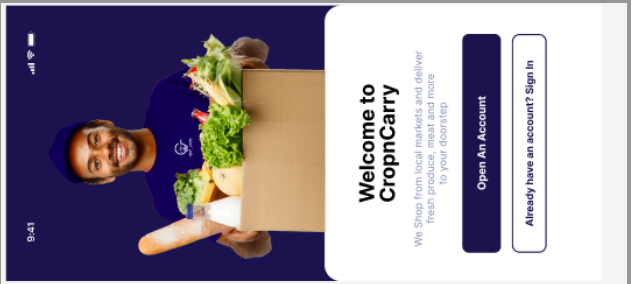 9:41
Welcome to
CropnCarry
We Shop from local markets and deliver
fresh produce, meat and more
to your doorstep
Open An Account
Already have an account? Sign In